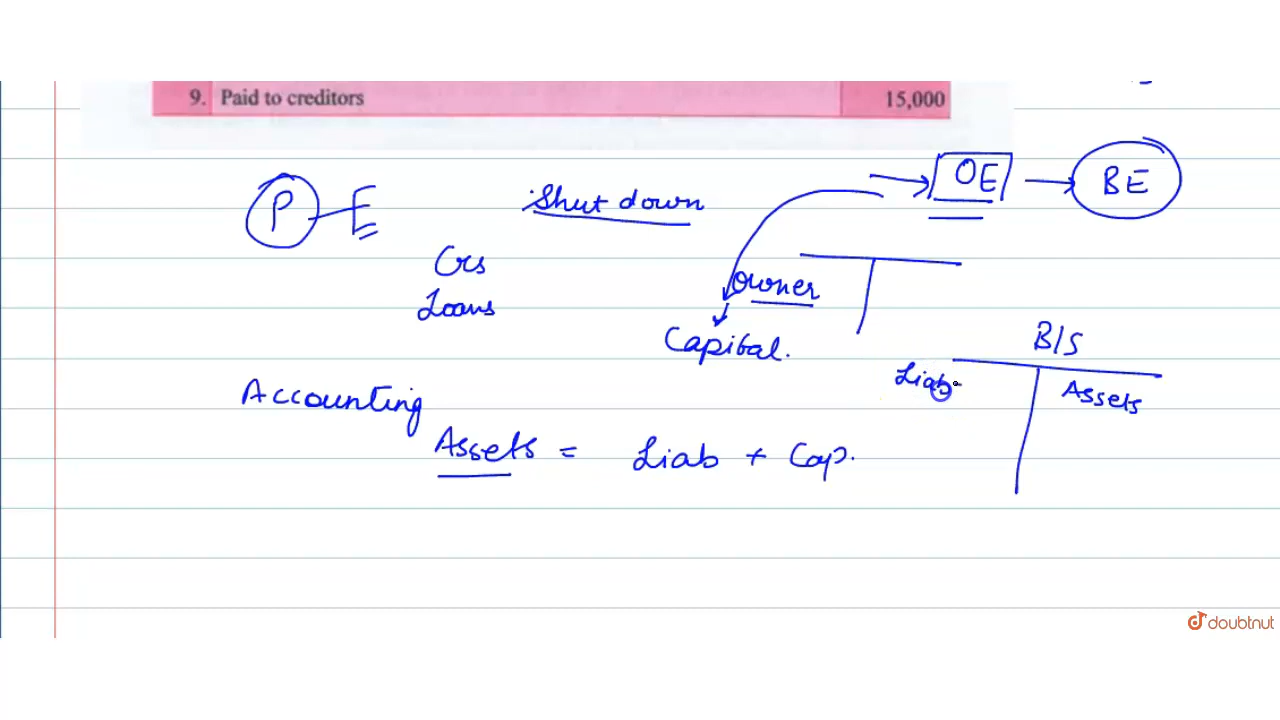 9. Paid to creditors 15,000
P E
Shut down
OE
BE
Crs
Loans
Owner
Capital.
B/S
Liab
Assets
Accounting
Assets = Liab + Cap.
doubtnut